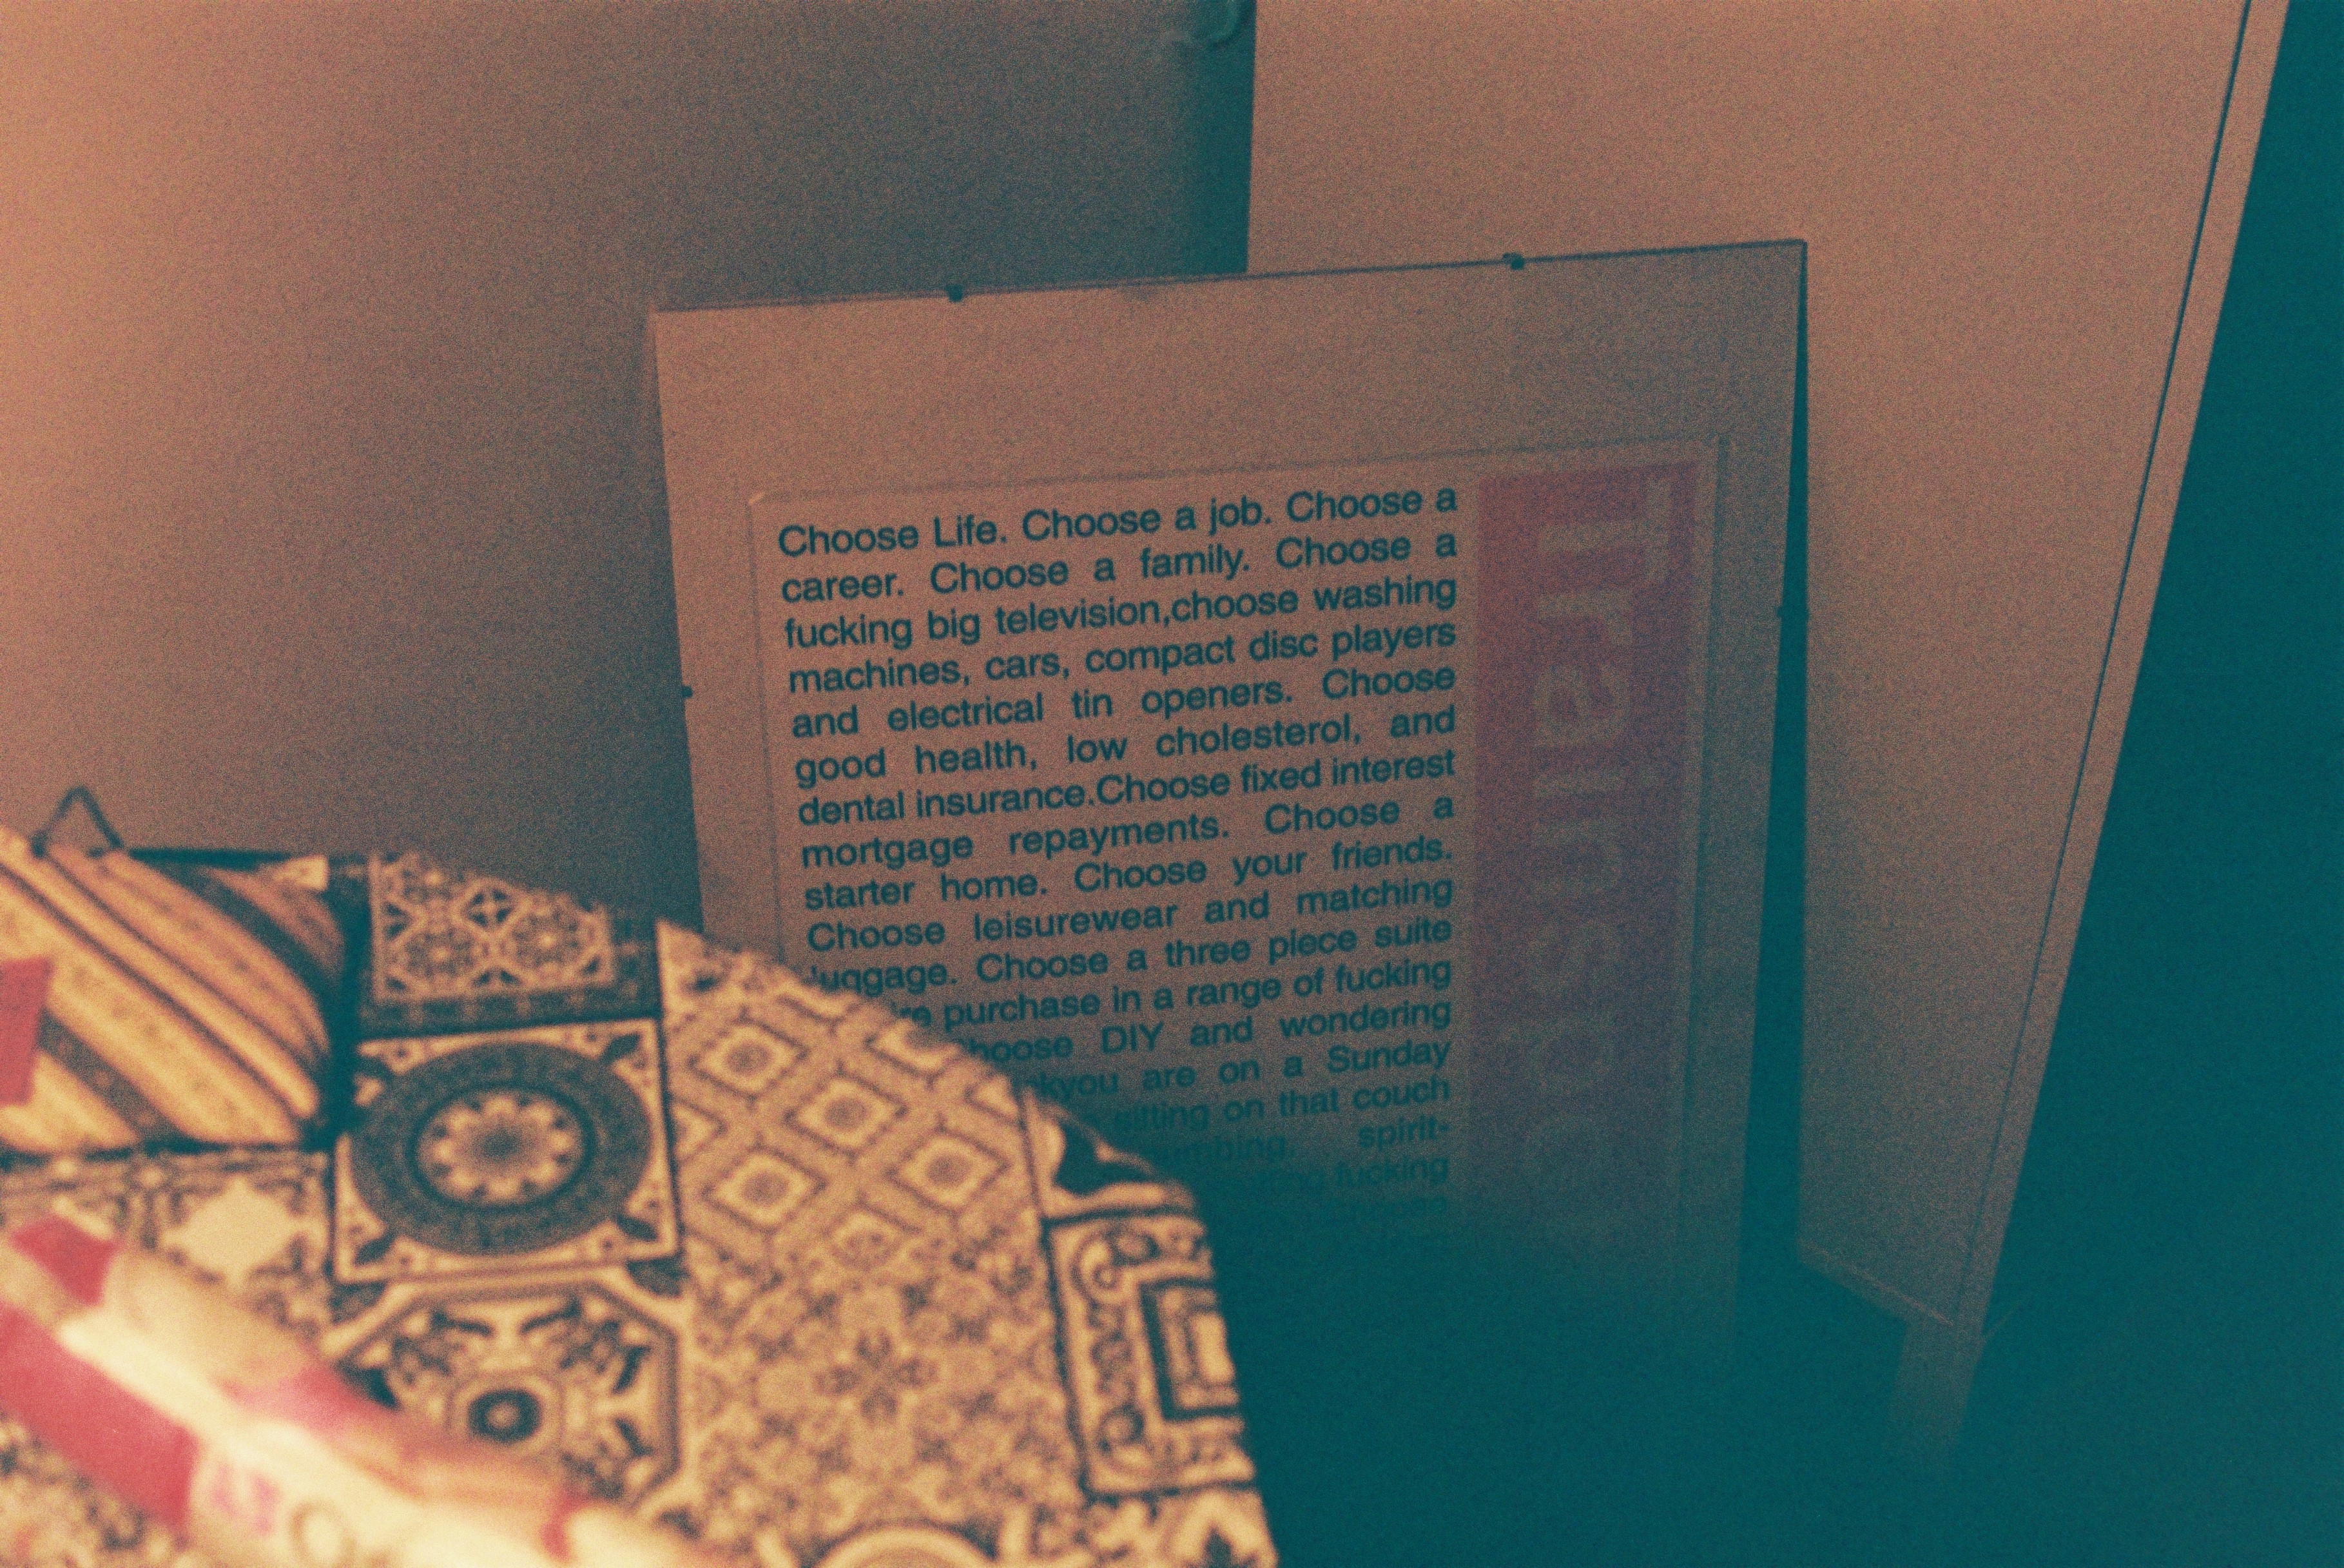 Choose Life. Choose a job. Choose a
career. Choose a family. Choose a
fucking big television,choose washing
machines, cars, compact disc players
and electrical tin openers. Choose
good health, low cholesterol, and
dental insurance.Choose fixed interest
mortgage repayments. Choose a
starter home. Choose your friends.
Choose leisurewear and matching
luggage. Choose a three piece suite
purchase in a range of fucking
DIY and wondering
are on a Sunday
sitting on that couch
spirit-
fucking
Trainspo